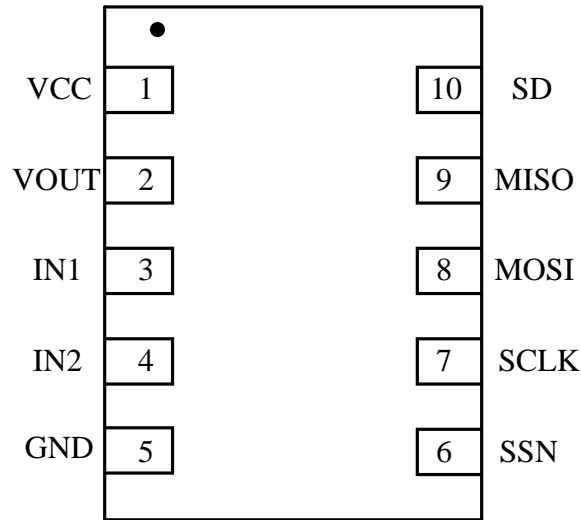 VCC 1 10 SD
VOUT 2 9 MISO
IN1 3 8 MOSI
IN2 4 7 SCLK
GND 5 6 SSN